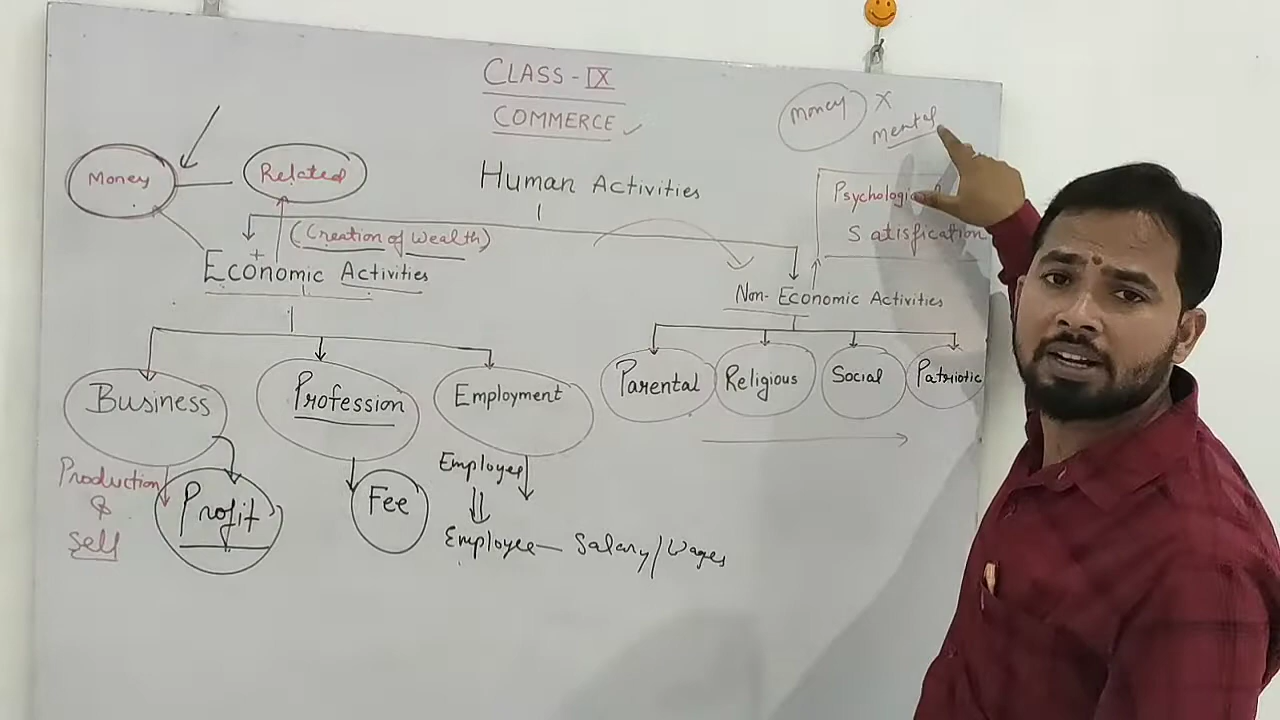 CLASS - IX
COMMERCE
Money X
Mental
Money
Related
Human Activities
Psychological
Satisfication
(Creation of Wealth)
Economic Activities
Non-Economic Activities
Business
Profession
Employment
Parental
Religious
Social
Patriotic
Production
&
Sell
Profit
Fee
Employer
Employee — Salary/Wages